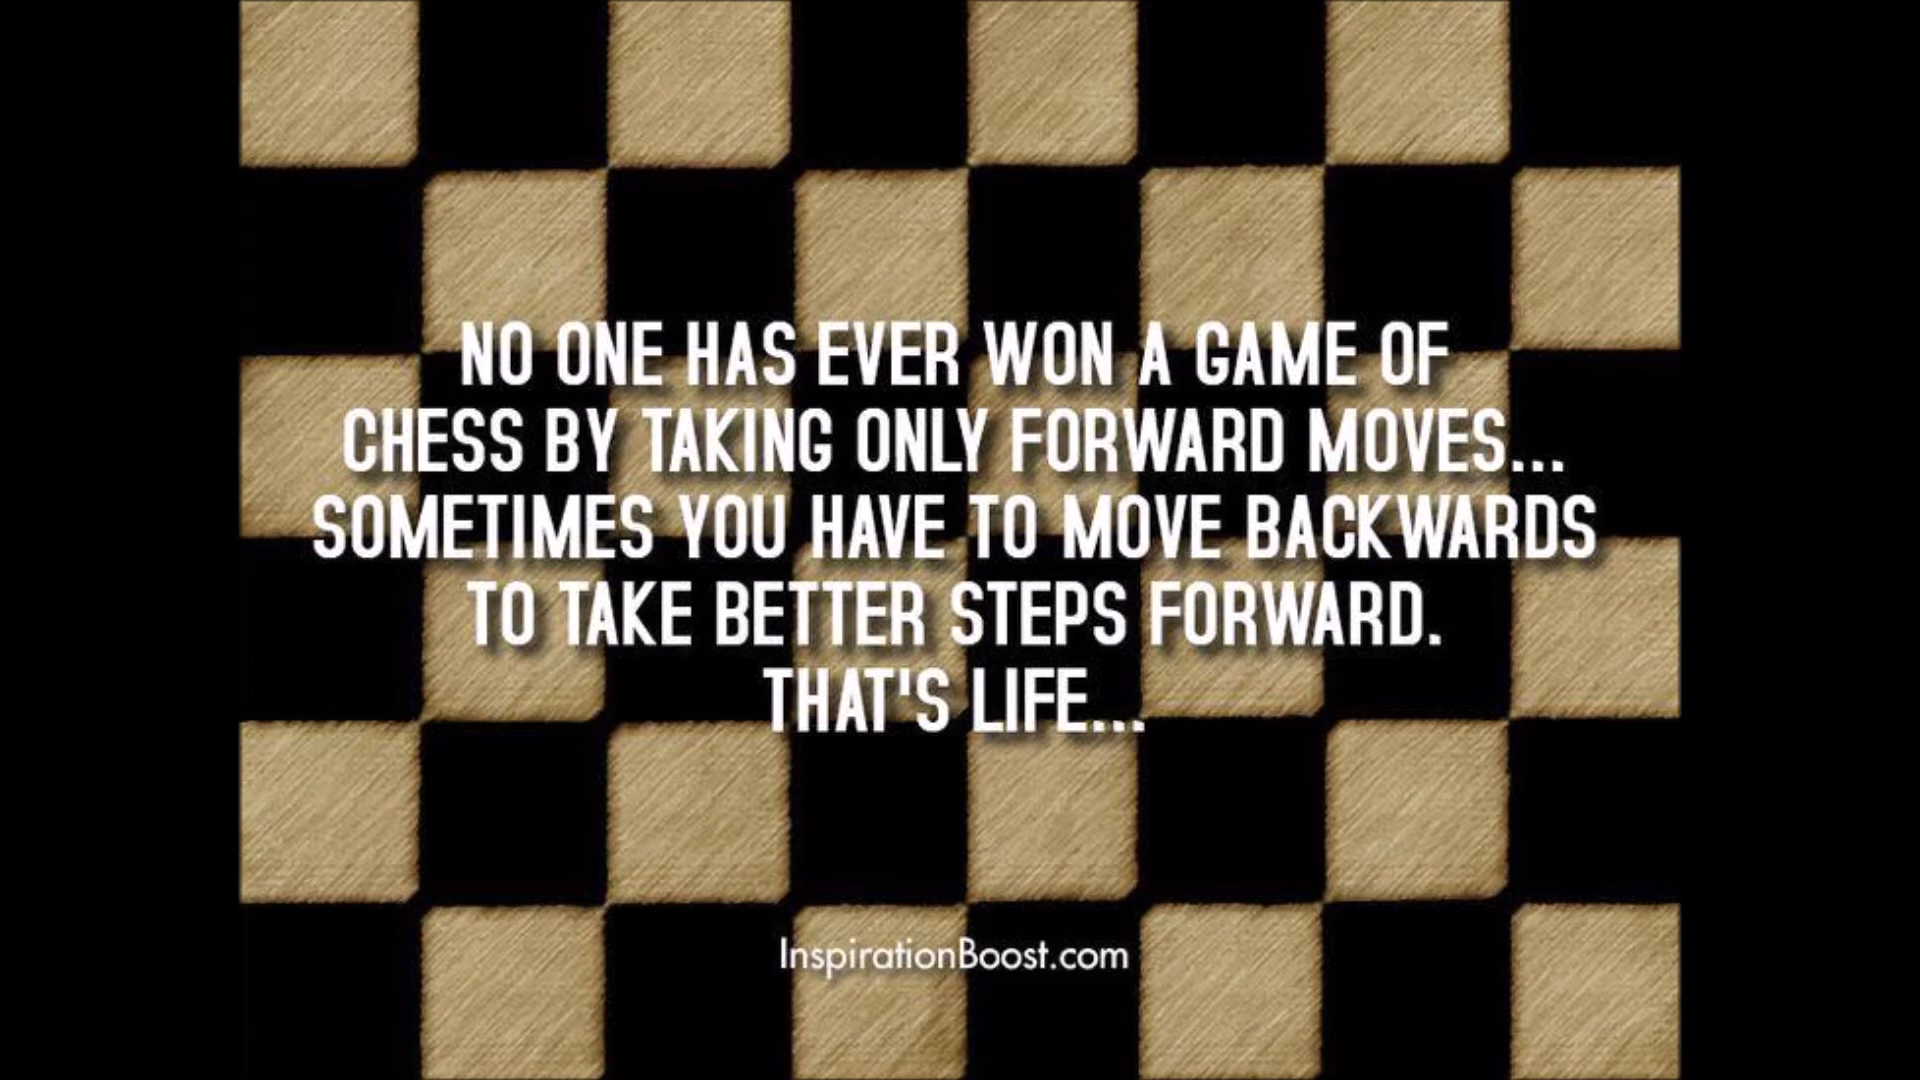 NO ONE HAS EVER WON A GAME OF
CHESS BY TAKING ONLY FORWARD MOVES...
SOMETIMES YOU HAVE TO MOVE BACKWARDS
TO TAKE BETTER STEPS FORWARD.
THAT'S LIFE...
InspirationBoost.com